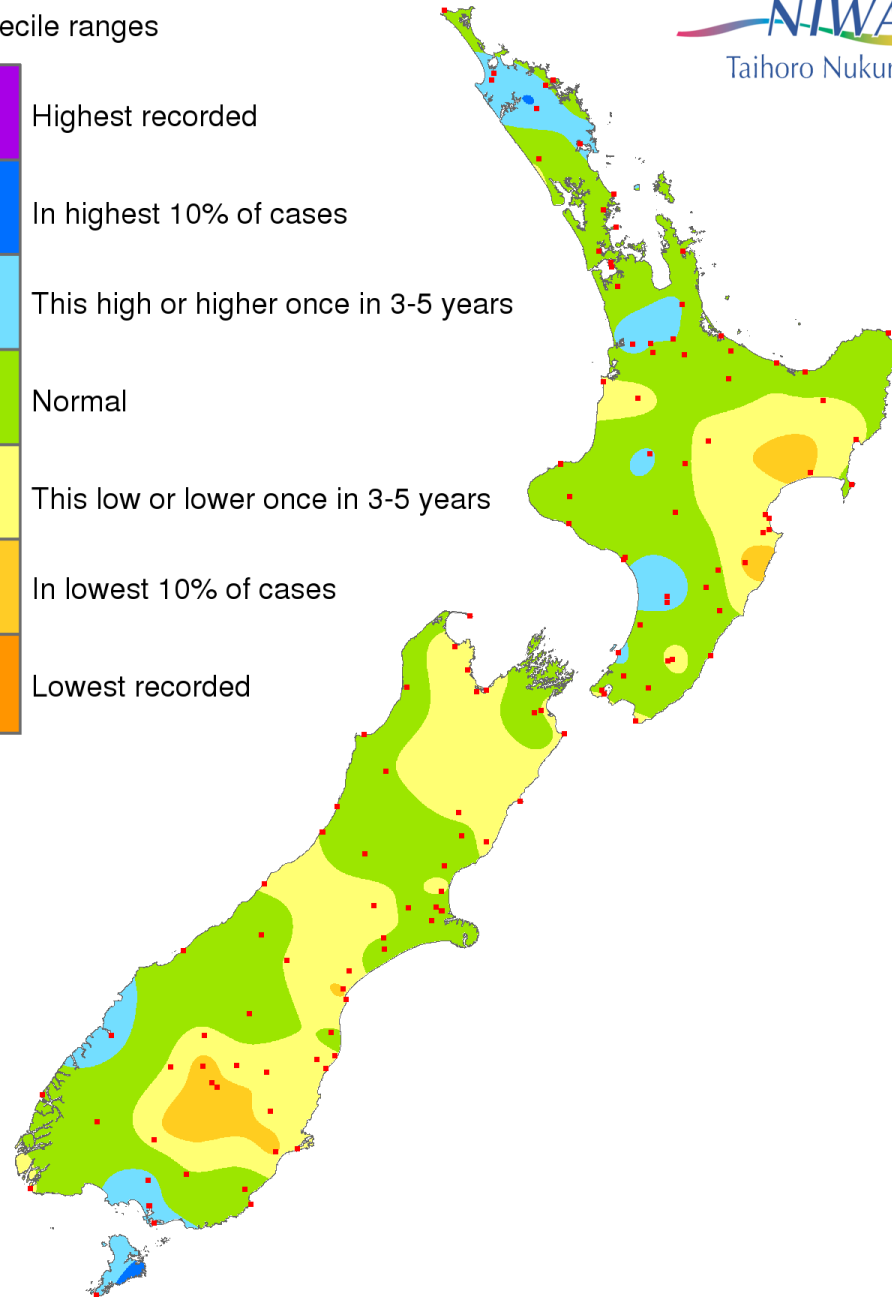 ecile ranges
NIWA
Taihoro Nukur
Highest recorded
In highest 10% of cases
This high or higher once in 3-5 years
Normal
This low or lower once in 3-5 years
In lowest 10% of cases
Lowest recorded